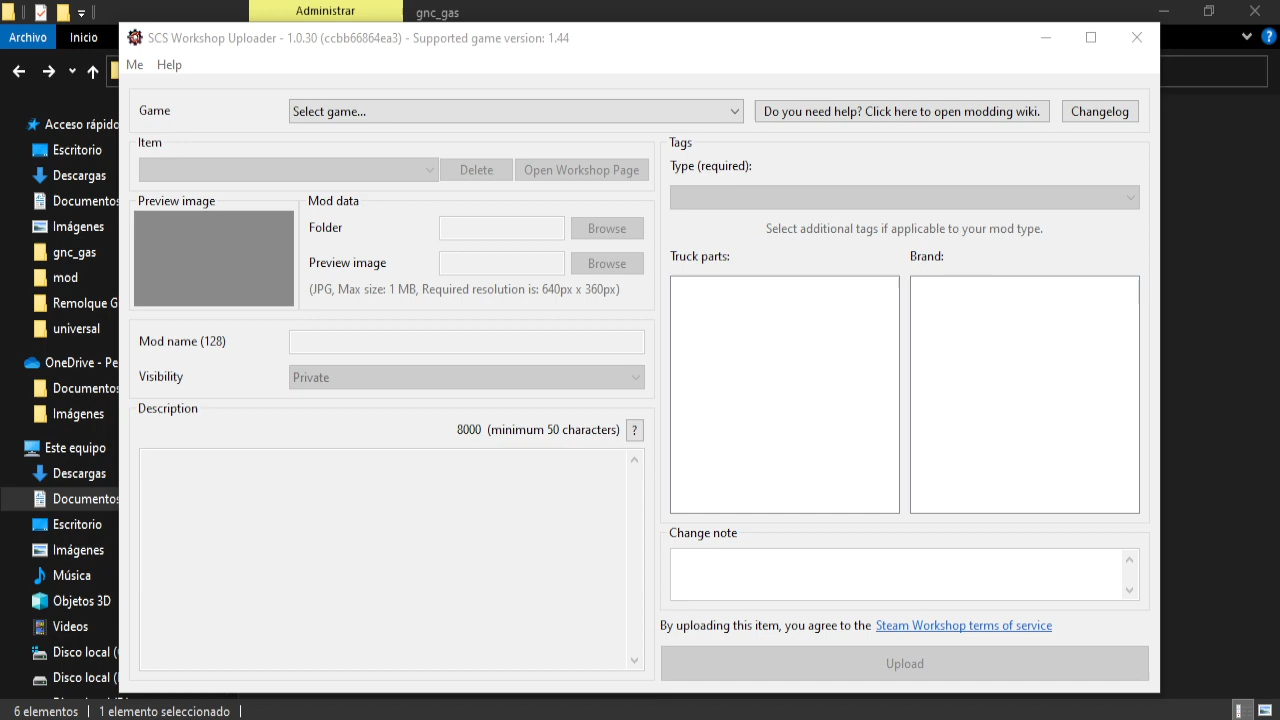 Administrar
gnc_gas
Archivo
Inicio
SCS Workshop Uploader - 1.0.30 (ccbb66864ea3) - Supported game version: 1.44
Me
Help
Acceso rápido
Escritorio
Descargas
Documentos
Imágenes
gnc_gas
mod
Remolque G
universal
OneDrive - Pe
Documentos
Imágenes
Este equipo
Descargas
Documentos
Escritorio
Imágenes
Música
Objetos 3D
Videos
Disco local (
Disco local (
Game
Select game...
Do you need help? Click here to open modding wiki.
Changelog
Item
Delete
Open Workshop Page
Preview image
Mod data
Folder
Browse
Preview image
Browse
(JPG, Max size: 1 MB, Required resolution is: 640px x 360px)
Mod name (128)
Visibility
Private
Description
8000 (minimum 50 characters)
?
Tags
Type (required):
Select additional tags if applicable to your mod type.
Truck parts:
Brand:
Change note
By uploading this item, you agree to the Steam Workshop terms of service
Upload
6 elementos
1 elemento seleccionado